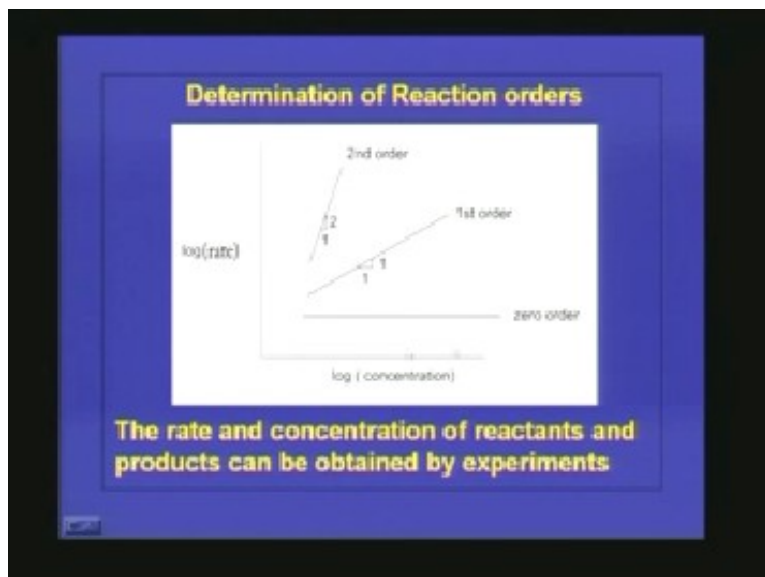 Determination of Reaction orders
2nd order
2
1
1st order
log(rate)
1
1
zero order
log ( concentration)
The rate and concentration of reactants and
products can be obtained by experiments